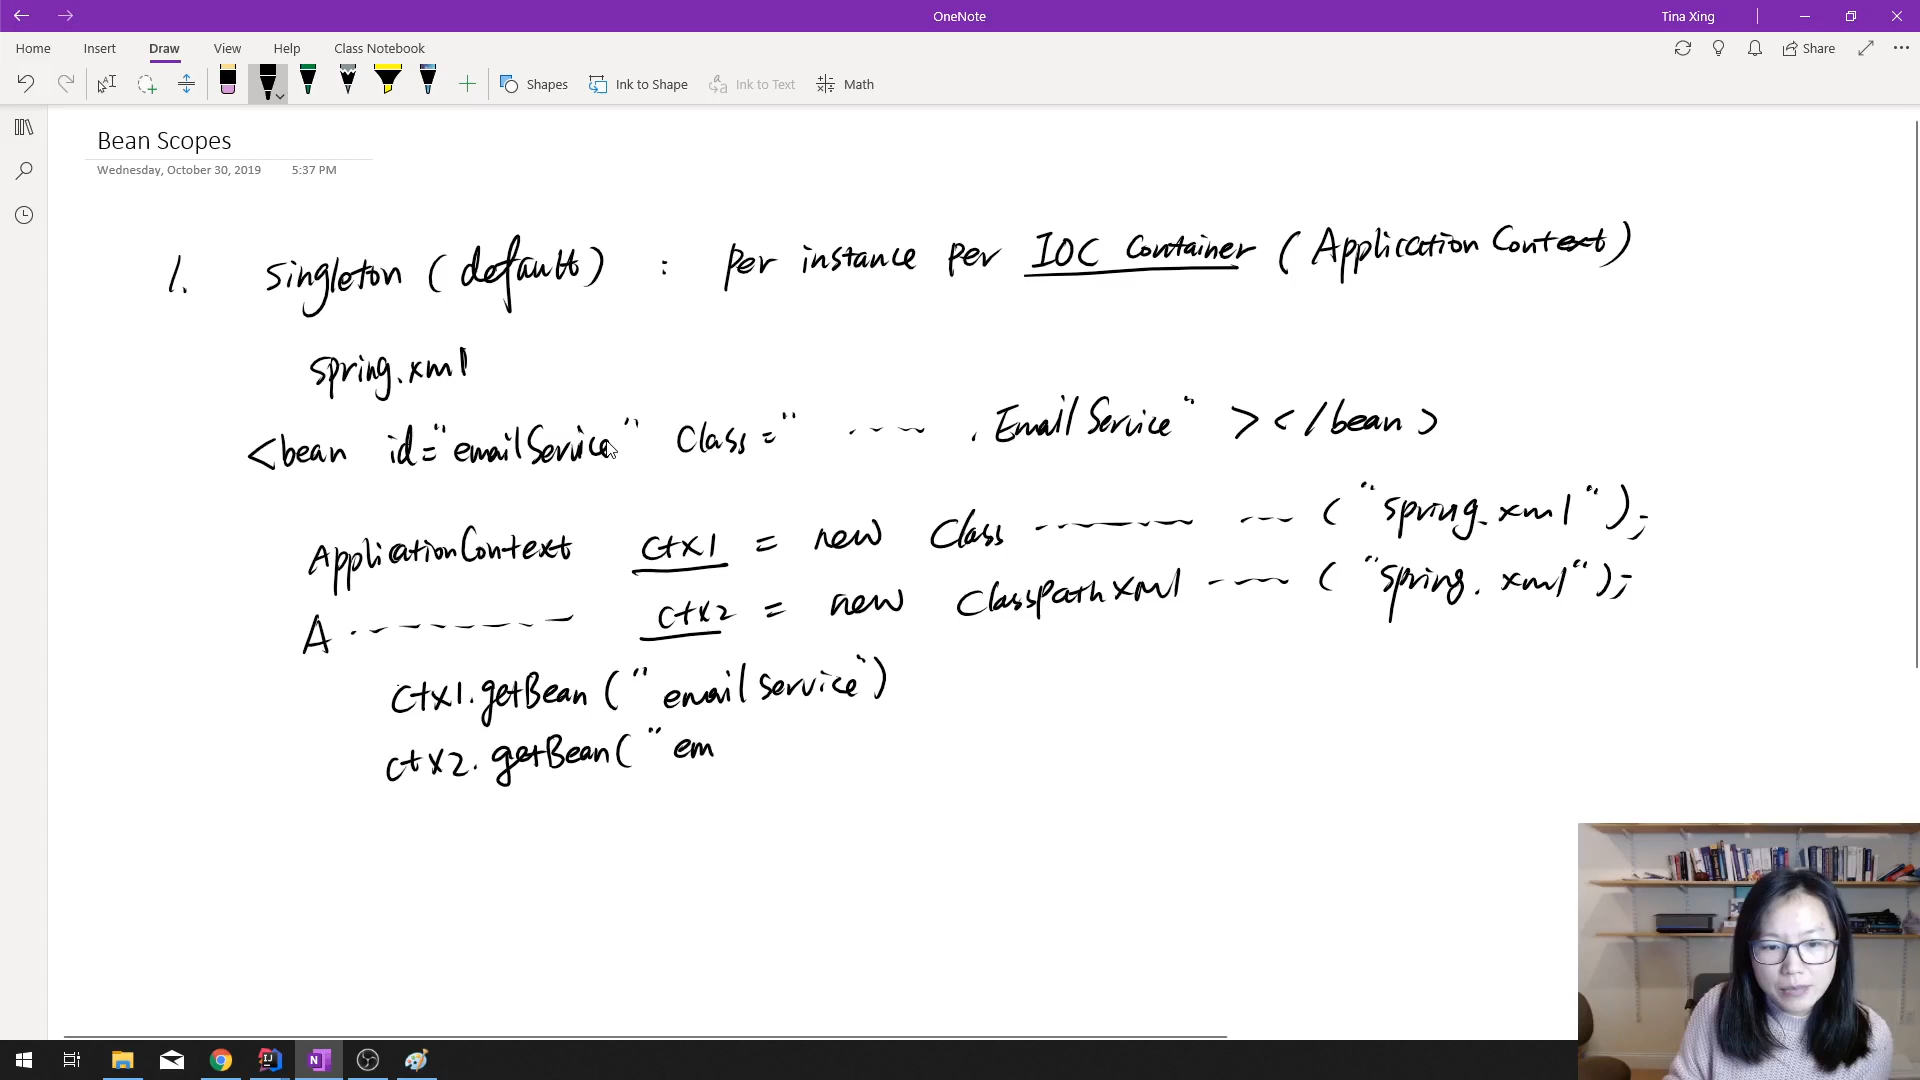 OneNote
Tina Xing
Home Insert Draw View Help Class Notebook
Share
Shapes Ink to Shape Ink to Text Math
Bean Scopes
Wednesday, October 30, 2019 5:37 PM
1. singleton (default) : per instance per IOC Container (Application Context)
spring.xml
<bean id="emailService" Class=" ---- .EmailService" ></bean>
ApplicationContext ctx1 = new Class ------- --- ("spring.xml");
A -------- ctx2 = new ClassPathXml ---- ("spring.xml");
ctx1.getBean("emailservice")
ctx2.getBean("em